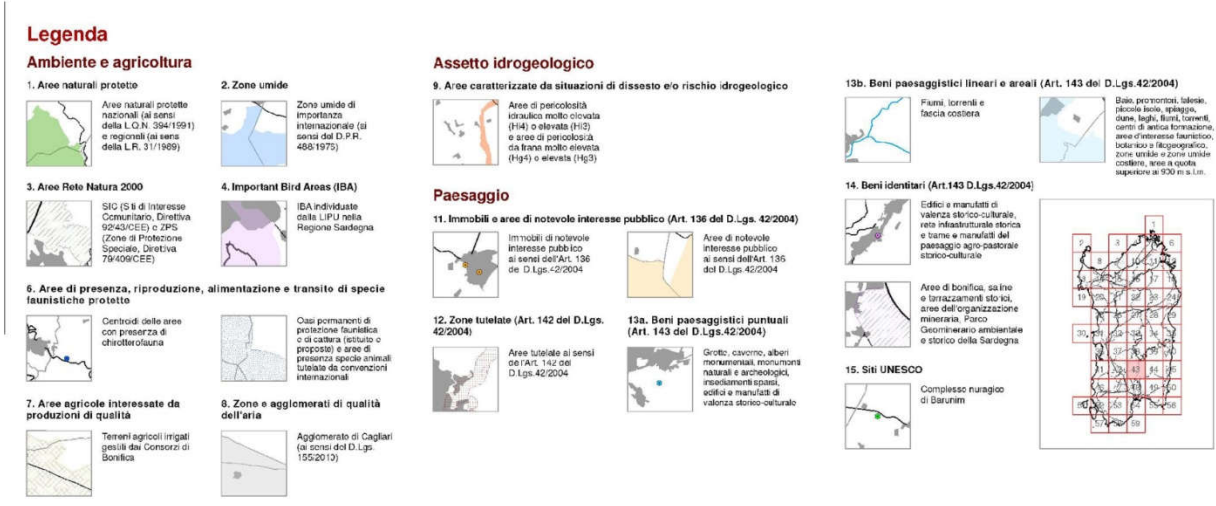 Legenda
Ambiente e agricoltura
1. Aree naturali protette
Aree naturali protette
nazionali (ai sensi
della L.Q.N. 394/1991)
e regionali (ai sensi
della L.R. 31/1989)
2. Zone umide
Zone umide di
importanza
internazionale (ai
sensi del D.P.R.
488/1976)
3. Aree Rete Natura 2000
SIC (Siti di Interesse
Comunitario, Direttiva
92/43/CEE) e ZPS
(Zone di Protezione
Speciale, Direttiva
79/409/CEE)
4. Important Bird Areas (IBA)
IBA individuate
dalla LIPU nella
Regione Sardegna
6. Aree di presenza, riproduzione, alimentazione e transito di specie
faunistiche protette
Centroidi delle aree
con presenza di
chirotterofauna
Oasi permanenti di
protezione faunistica
e di cattura (istituite e
proposte) e aree di
presenza specie animali
tutelate da convenzioni
internazionali
7. Aree agricole interessate da
produzioni di qualità
Terreni agricoli irrigati
gestiti dai Consorzi di
Bonifica
8. Zone e agglomerati di qualità
dell'aria
Agglomerato di Cagliari
(ai sensi del D.Lgs.
155/2010)
Assetto idrogeologico
9. Aree caratterizzate da situazioni di dissesto e/o rischio idrogeologico
Aree di pericolosità
idraulica molto elevata
(Hi4) o elevata (Hi3)
e aree di pericolosità
da frana molto elevata
(Hg4) o elevata (Hg3)
Paesaggio
11. Immobili e aree di notevole interesse pubblico (Art. 136 del D.Lgs. 42/2004)
Immobili di notevole
interesse pubblico
ai sensi dell'Art. 136
del D.Lgs.42/2004
Aree di notevole
interesse pubblico
ai sensi dell'Art. 136
del D.Lgs.42/2004
12. Zone tutelate (Art. 142 del D.Lgs.
42/2004)
Aree tutelate ai sensi
dell'Art. 142 del
D.Lgs.42/2004
13a. Beni paesaggistici puntuali
(Art. 143 del D.Lgs.42/2004)
Grotte, caverne, alberi
monumentali, monumenti
naturali e archeologici,
insediamenti sparsi,
edifici e manufatti di
valenza storico-culturale
13b. Beni paesaggistici lineari e areali (Art. 143 del D.Lgs.42/2004)
Fiumi, torrenti e
fascia costiera
Baie, promontori, falesie,
piccole isole, spiagge,
dune, laghi, fiumi, torrenti,
centri di antica formazione,
aree d'interesse faunistico,
botanico e fitogeografico,
zone umide e zone umide
costiere, aree a quota
superiore ai 900 m s.l.m.
14. Beni identitari (Art.143 D.Lgs.42/2004)
Edifici e manufatti di
valenza storico-culturale,
rete infrastrutturale storica
e trame e manufatti del
paesaggio agro-pastorale
storico-culturale
Aree di bonifica, saline
e terrazzamenti storici,
aree dell'organizzazione
mineraria, Parco
Geominerario ambientale
e storico della Sardegna
15. Siti UNESCO
Complesso nuragico
di Barunim